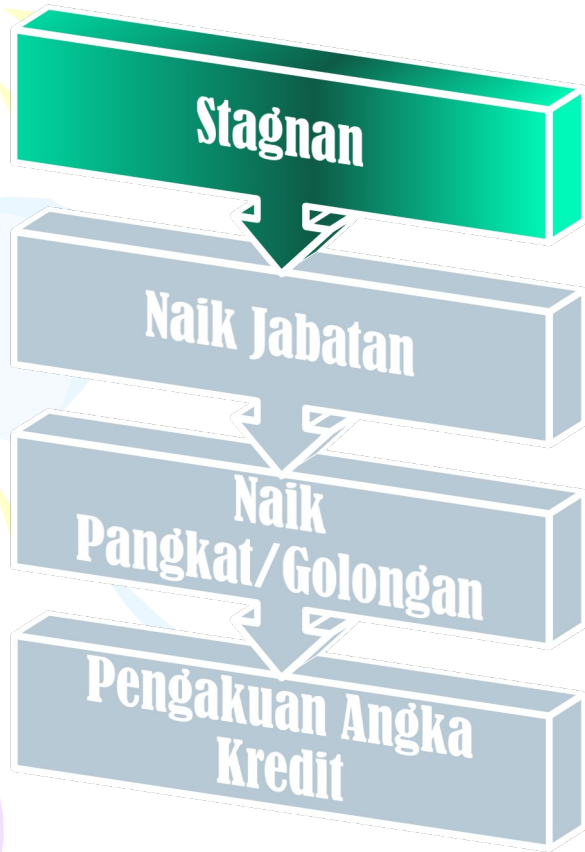 Stagnan
Naik Jabatan
Naik
Pangkat/Golongan
Pengakuan Angka
Kredit